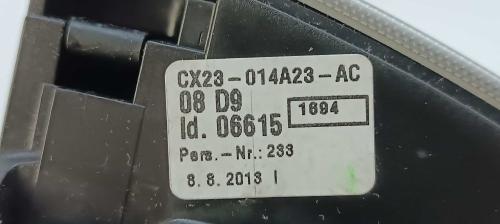 CX23-014A23-AC
08 D9
Id. 06615 1694
Pers.-Nr.: 233
8.8.2013 |